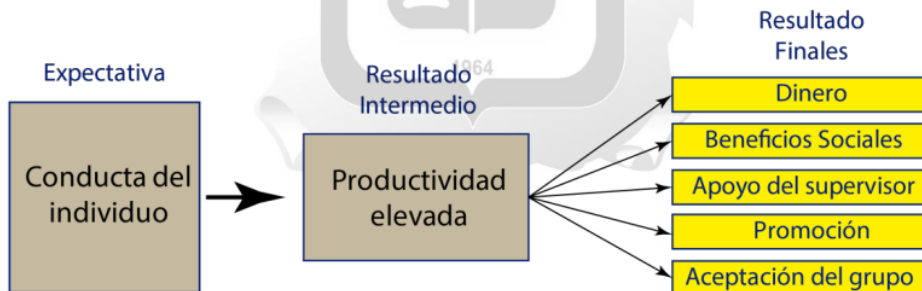 Expectativa
Conducta del
individuo
1964
Resultado
Intermedio
Productividad
elevada
Resultado
Finales
Dinero
Beneficios Sociales
Apoyo del supervisor
Promoción
Aceptación del grupo